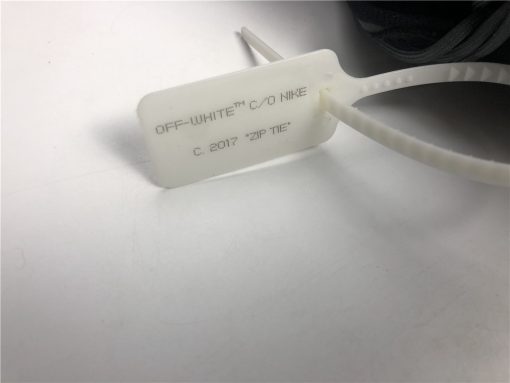 OFF-WHITE™ C/O NIKE
C. 2017 "ZIP TIE"